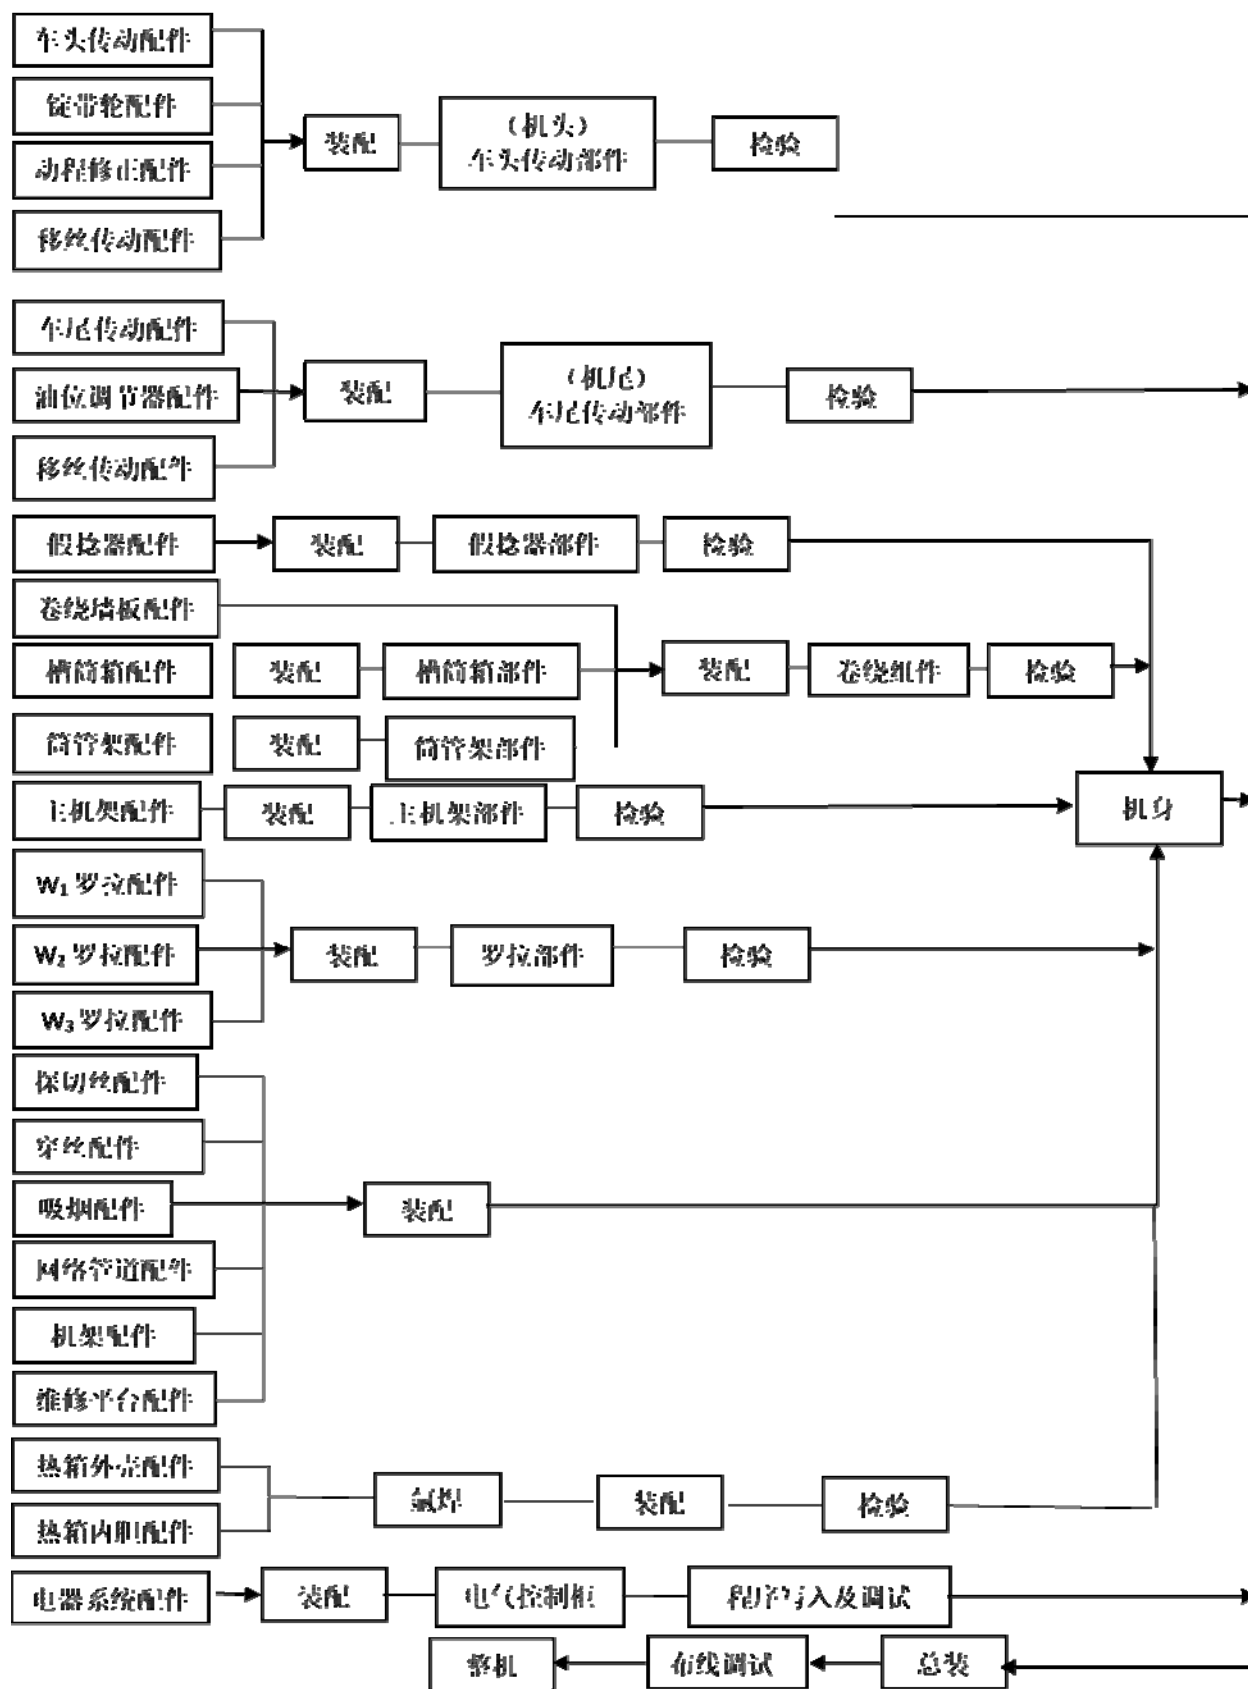 车头传动配件
锭带轮配件
动程修正配件
移丝传动配件
装配
（机头）
车头传动部件
检验
车尾传动配件
油位调节器配件
移丝传动配件
装配
（机尾）
车尾传动部件
检验
假捻器配件
装配
假捻器部件
检验
卷绕墙板配件
槽筒箱配件
装配
槽筒箱部件
装配
卷绕组件
检验
筒管架配件
装配
筒管架部件
主机架配件
装配
主机架部件
检验
机身
W₁罗拉配件
W₂罗拉配件
W₃罗拉配件
装配
罗拉部件
检验
探切丝配件
穿丝配件
吸烟配件
网络管道配件
机架配件
维修平台配件
装配
热箱外壳配件
热箱内胆配件
氩焊
装配
检验
电器系统配件
装配
电气控制柜
程序写入及调试
整机
布线调试
总装